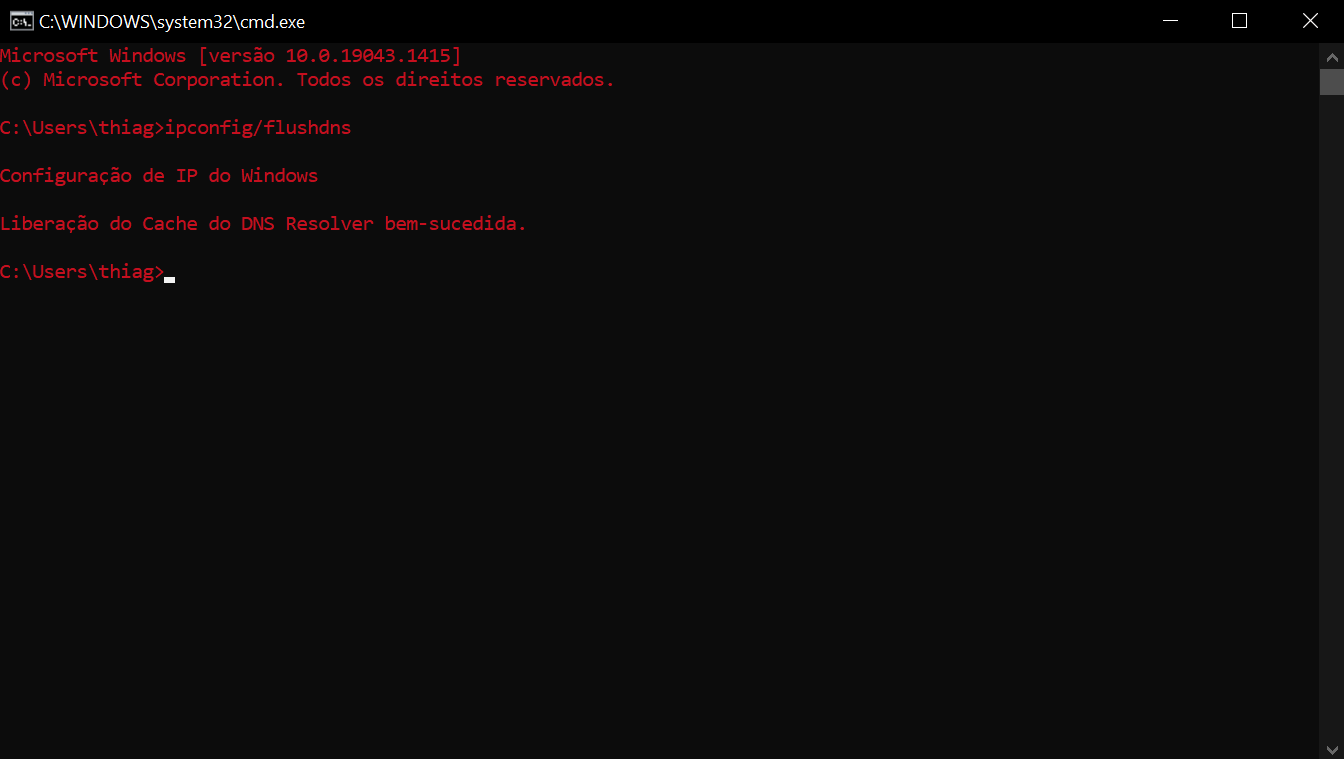 C:\WINDOWS\system32\cmd.exe
Microsoft Windows [versão 10.0.19043.1415]
(c) Microsoft Corporation. Todos os direitos reservados.
C:\Users\thiag>ipconfig/flushdns
Configuração de IP do Windows
Liberação do Cache do DNS Resolver bem-sucedida.
C:\Users\thiag>